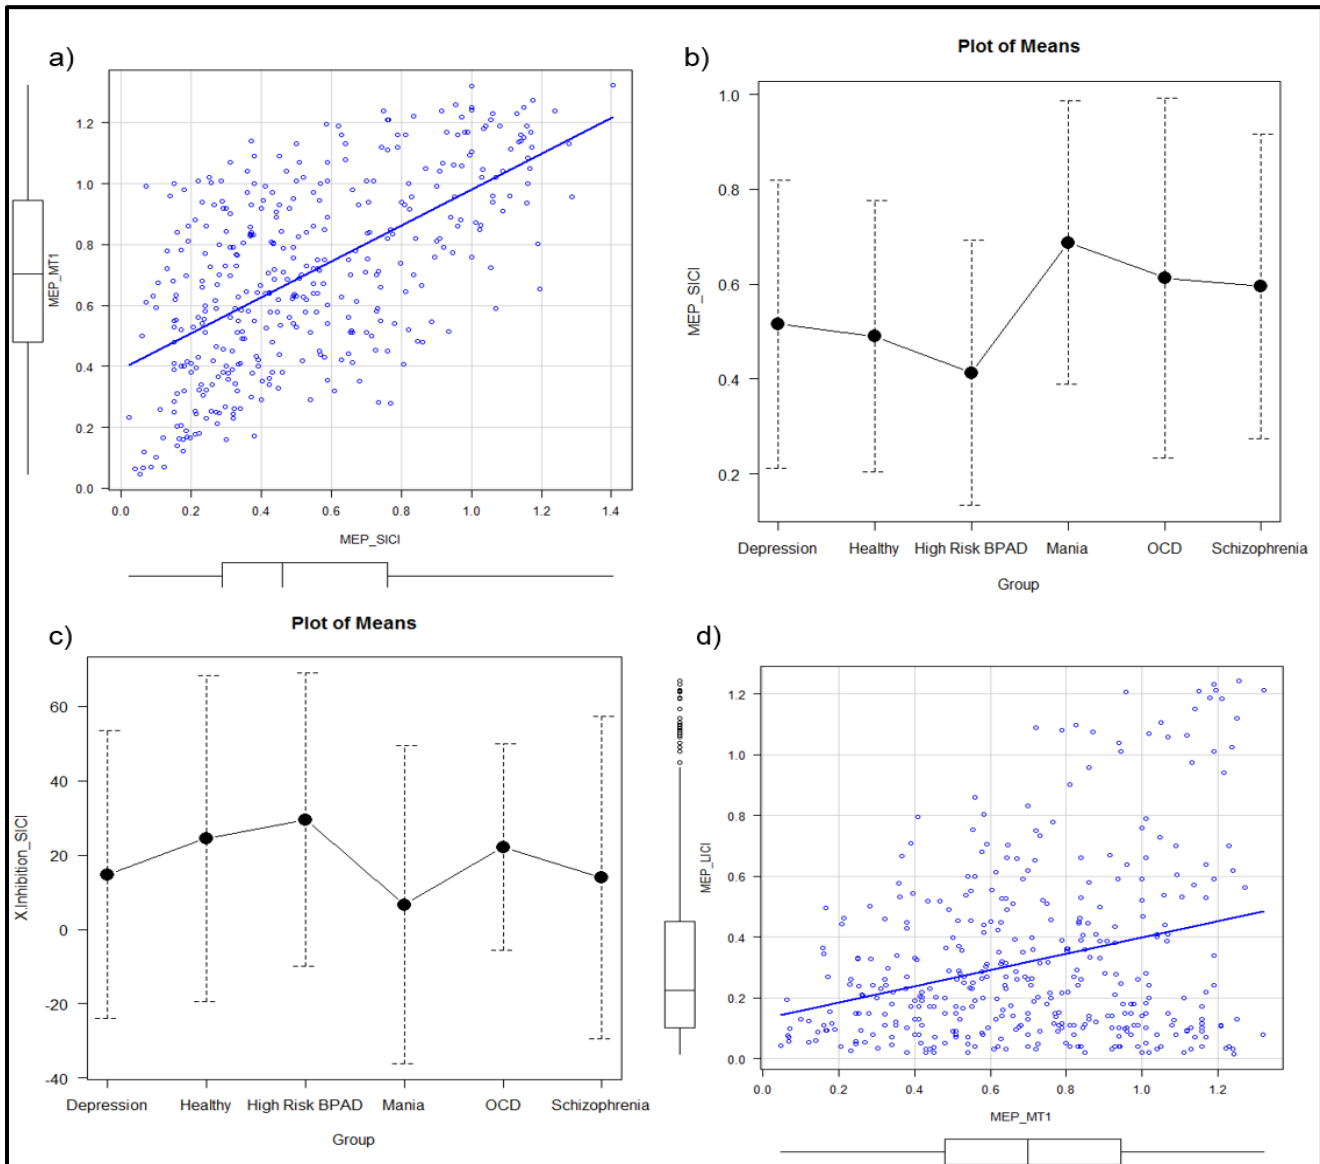 a)
1.2
1.0
0.8
0.6
0.4
0.2
0.0
MEP_MT1
0.0 0.2 0.4 0.6 0.8 1.0 1.2 1.4
MEP_SICI
b)
Plot of Means
1.0
0.8
0.6
0.4
0.2
MEP_SICI
Depression Healthy High Risk BPAD Mania OCD Schizophrenia
Group
c)
Plot of Means
60
40
20
0
-20
-40
X.Inhibition_SICI
Depression Healthy High Risk BPAD Mania OCD Schizophrenia
Group
d)
1.2
1.0
0.8
0.6
0.4
0.2
0.0
MEP_LICI
0.0 0.2 0.4 0.6 0.8 1.0 1.2
MEP_MT1